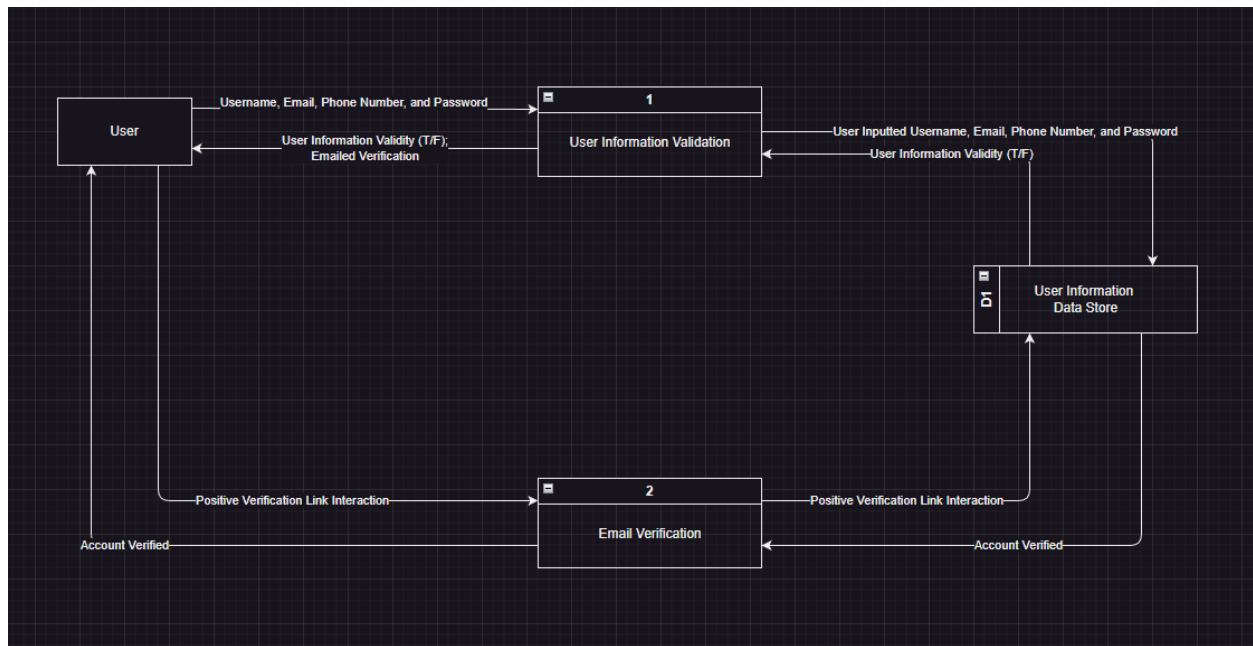 Username, Email, Phone Number, and Password
1
User
User Information Validity (T/F);
Emailed Verification
User Information Validation
User Inputted Username, Email, Phone Number, and Password
User Information Validity (T/F)
D1
User Information
Data Store
2
Positive Verification Link Interaction
Positive Verification Link Interaction
Email Verification
Account Verified
Account Verified